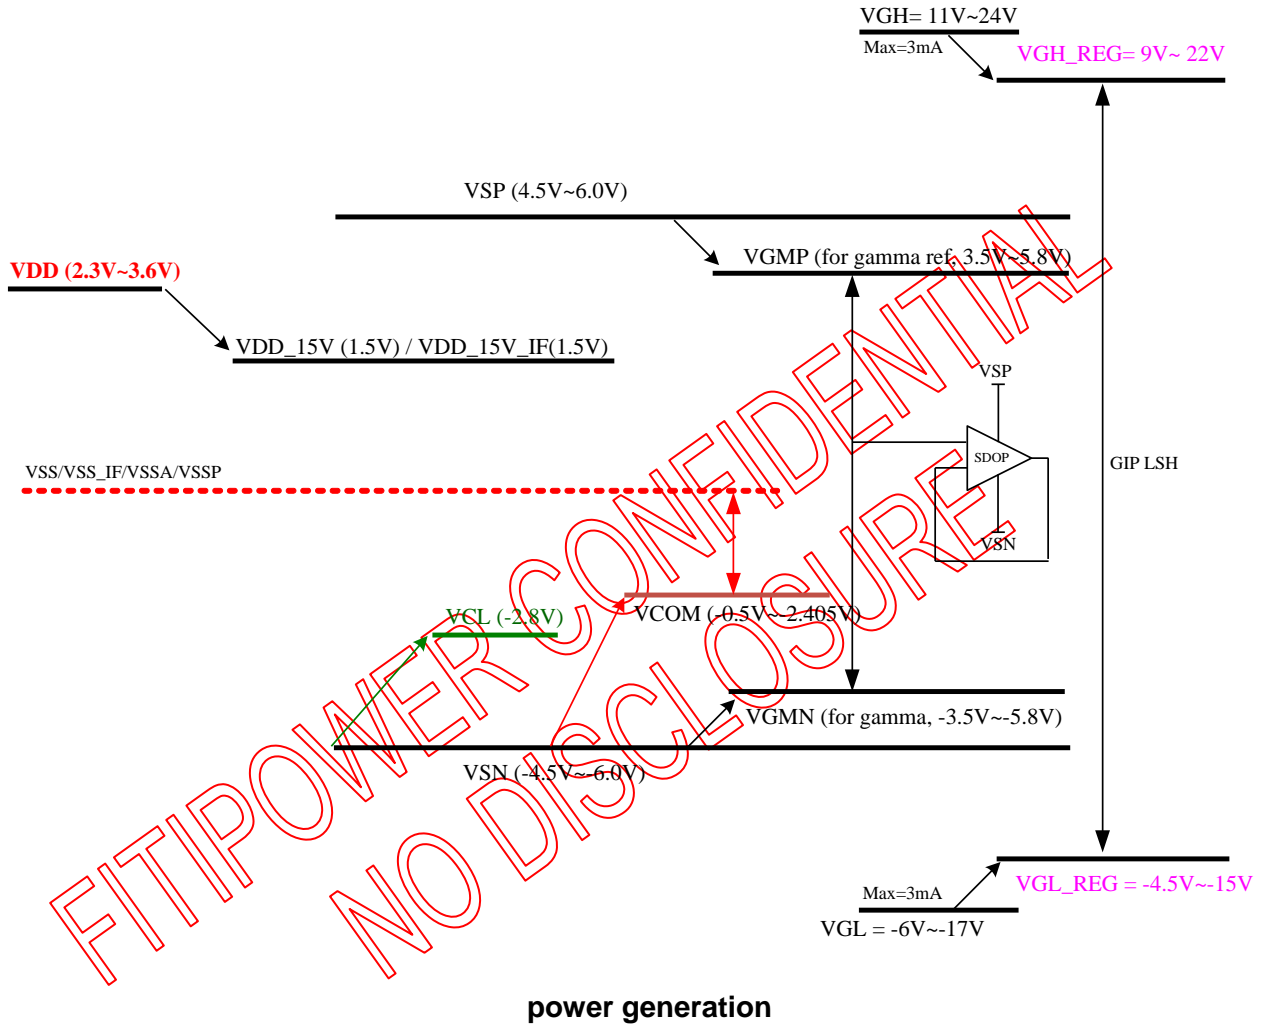 VGH= 11V~24V
Max=3mA
VGH_REG= 9V~ 22V
VSP (4.5V~6.0V)
VGMP (for gamma ref, 3.5V~5.8V)
VDD (2.3V~3.6V)
VDD_15V (1.5V) / VDD_15V_IF(1.5V)
VSP
SDOP
GIP LSH
VSS/VSS_IF/VSSA/VSSP
VSN
VCOM (-0.5V~-2.405V)
VCL (-2.8V)
VGMN (for gamma, -3.5V~-5.8V)
VSN (-4.5V~-6.0V)
VGL_REG = -4.5V~-15V
Max=3mA
VGL = -6V~-17V
FITIPOWER CONFIDENTIAL
NO DISCLOSURE
power generation